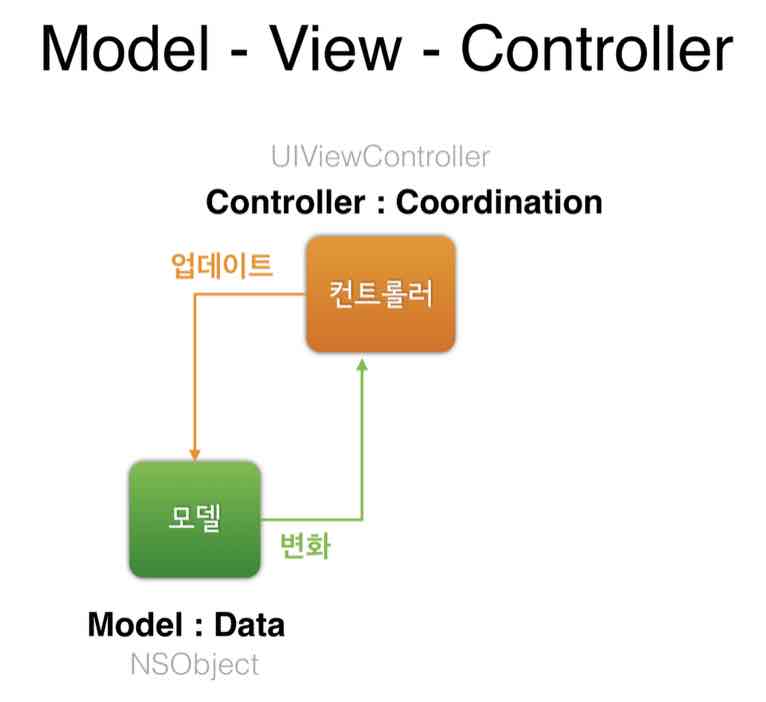 Model - View - Controller
UIViewController
Controller : Coordination
업데이트
컨트롤러
모델
변화
Model : Data
NSObject